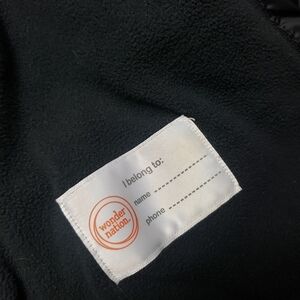 I belong to:
name ----------------
phone ----------------
wonder
nation.